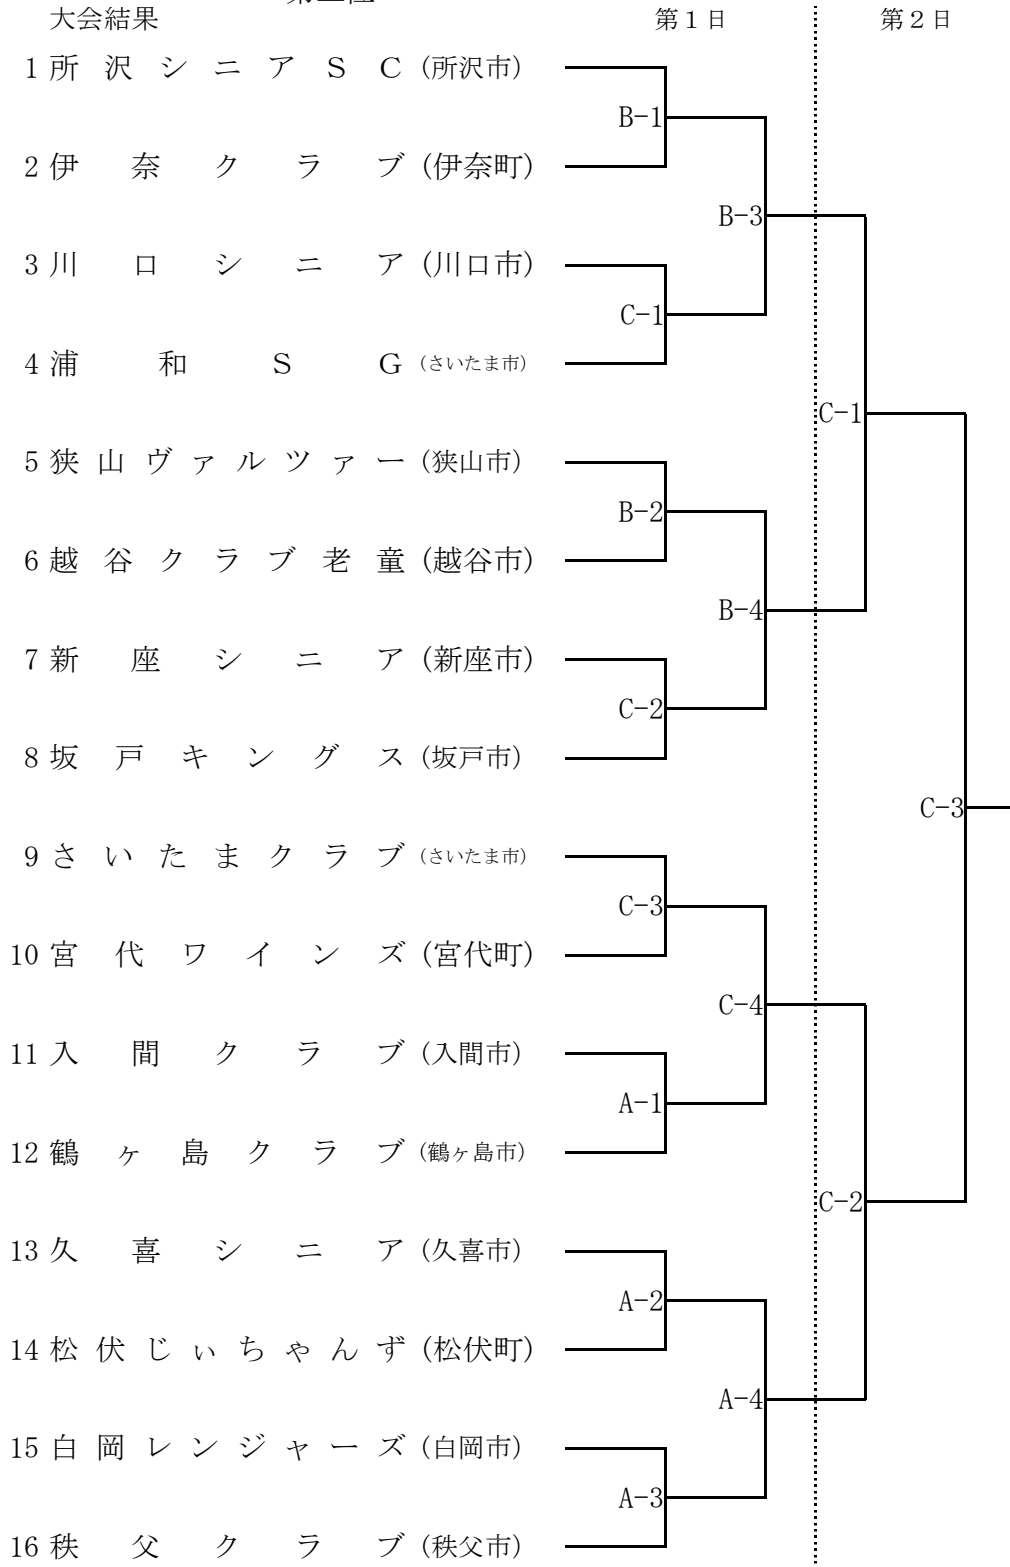 大会結果 第１日 第２日
1 所沢シニアＳＣ (所沢市)
B-1
2 伊奈クラブ (伊奈町)
B-3
3 川口シニア (川口市)
C-1
4 浦和ＳＧ (さいたま市)
C-1
5 狭山ヴァルツァー (狭山市)
B-2
6 越谷クラブ老童 (越谷市)
B-4
7 新座シニア (新座市)
C-2
8 坂戸キングス (坂戸市)
C-3
9 さいたまクラブ (さいたま市)
C-3
10 宮代ワインズ (宮代町)
C-4
11 入間クラブ (入間市)
A-1
12 鶴ヶ島クラブ (鶴ヶ島市)
C-2
13 久喜シニア (久喜市)
A-2
14 松伏じぃちゃんず (松伏町)
A-4
15 白岡レンジャーズ (白岡市)
A-3
16 秩父クラブ (秩父市)